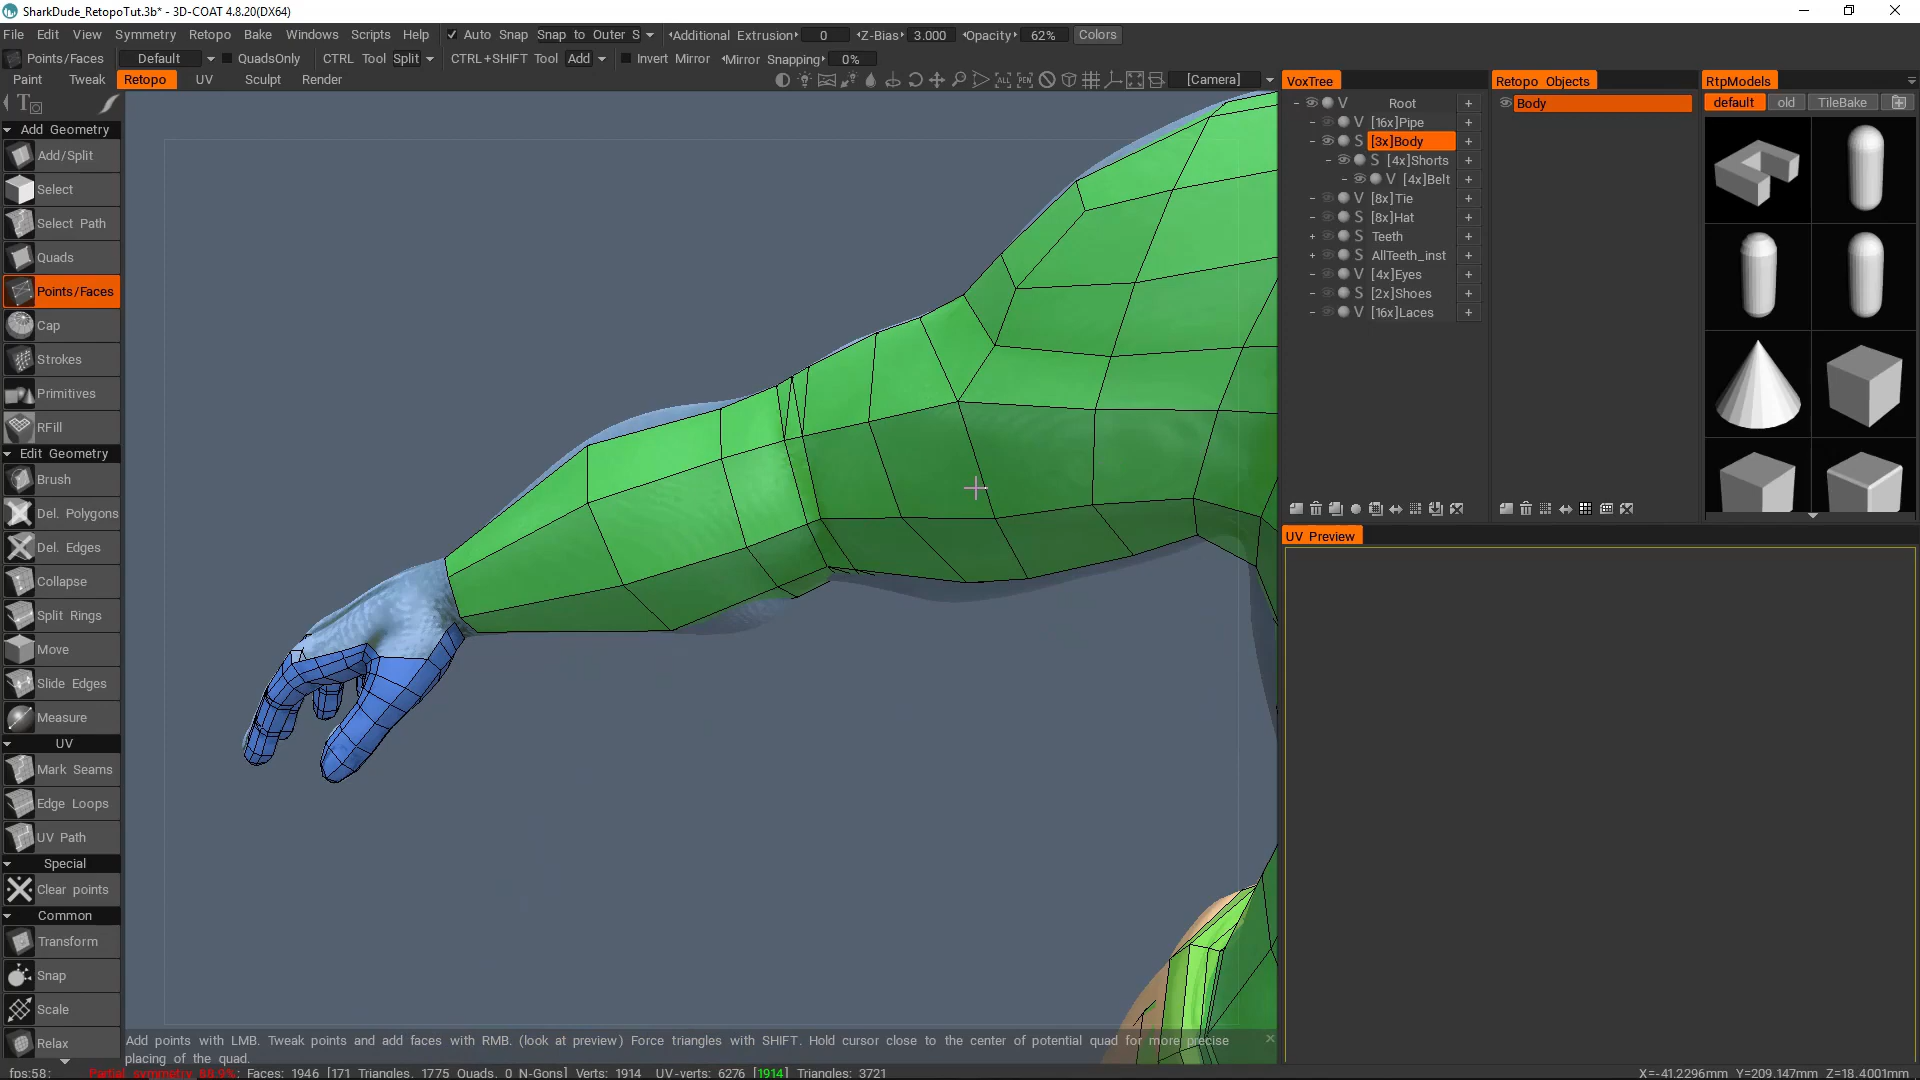 SharkDude_RetopoTut.3b* - 3D-COAT 4.8.20(DX64)
File Edit View Symmetry Retopo Bake Windows Scripts Help Auto Snap Snap to Outer S Additional Extrusion 0 Z-Bias 3.000 Opacity 62% Colors
Points/Faces Default QuadsOnly CTRL Tool Split CTRL+SHIFT Tool Add Invert Mirror Mirror Snapping 0%
Paint Tweak Retopo UV Sculpt Render [Camera]
Add Geometry
Add/Split
Select
Select Path
Quads
Points/Faces
Cap
Strokes
Primitives
RFill
Edit Geometry
Brush
Del. Polygons
Del. Edges
Collapse
Split Rings
Move
Slide Edges
Measure
UV
Mark Seams
Edge Loops
UV Path
Special
Clear points
Common
Transform
Snap
Scale
Relax
VoxTree
V Root +
V [16x]Pipe +
S [3x]Body +
S [4x]Shorts +
V [4x]Belt +
V [8x]Tie +
S [8x]Hat +
S Teeth +
S AllTeeth_inst +
V [4x]Eyes +
S [2x]Shoes +
V [16x]Laces +
Retopo Objects
Body
RtpModels
default old TileBake
UV Preview
Add points with LMB. Tweak points and add faces with RMB. (look at preview) Force triangles with SHIFT. Hold cursor close to the center of potential quad for more precise
placing of the quad.
fps:58; Partial symmetry 88.9%; Faces: 1946 [171 Triangles, 1775 Quads, 0 N-Gons] Verts: 1914 UV-verts: 6276 [1914] Triangles: 3721 X=-41.2296mm Y=209.147mm Z=18.4001mm